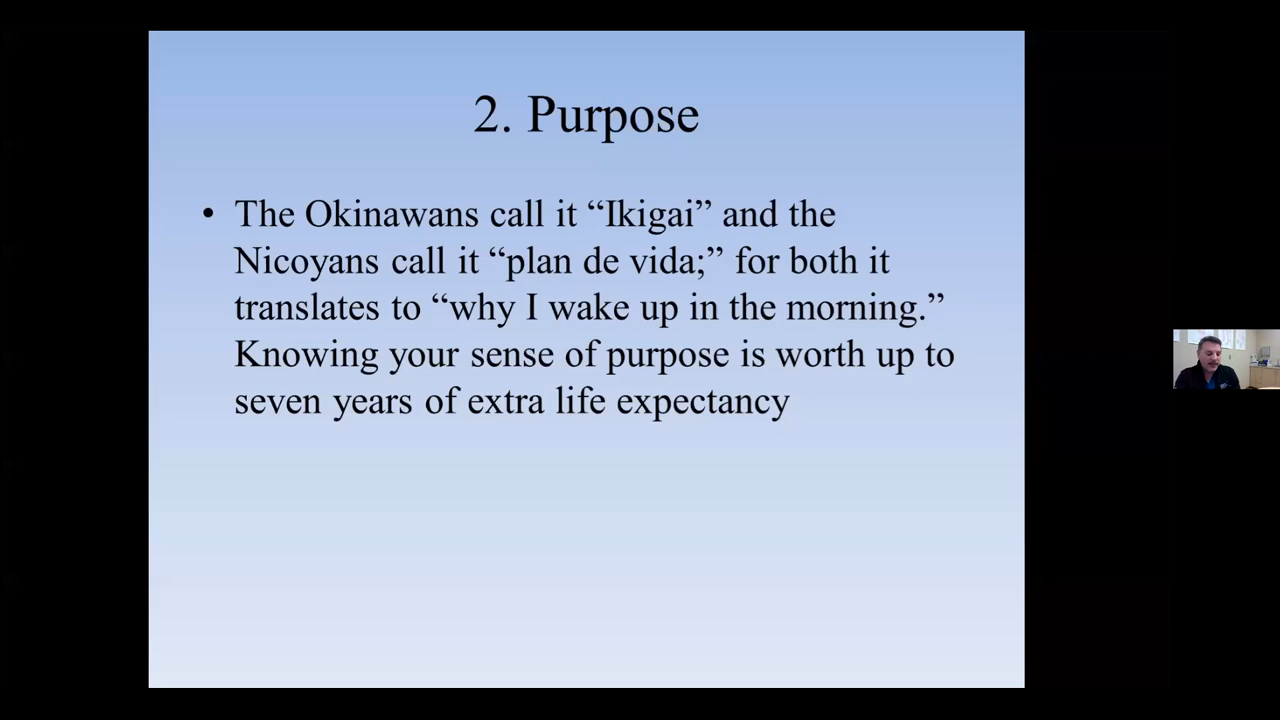 2. Purpose
• The Okinawans call it “Ikigai” and the
Nicoyans call it “plan de vida;” for both it
translates to “why I wake up in the morning.”
Knowing your sense of purpose is worth up to
seven years of extra life expectancy